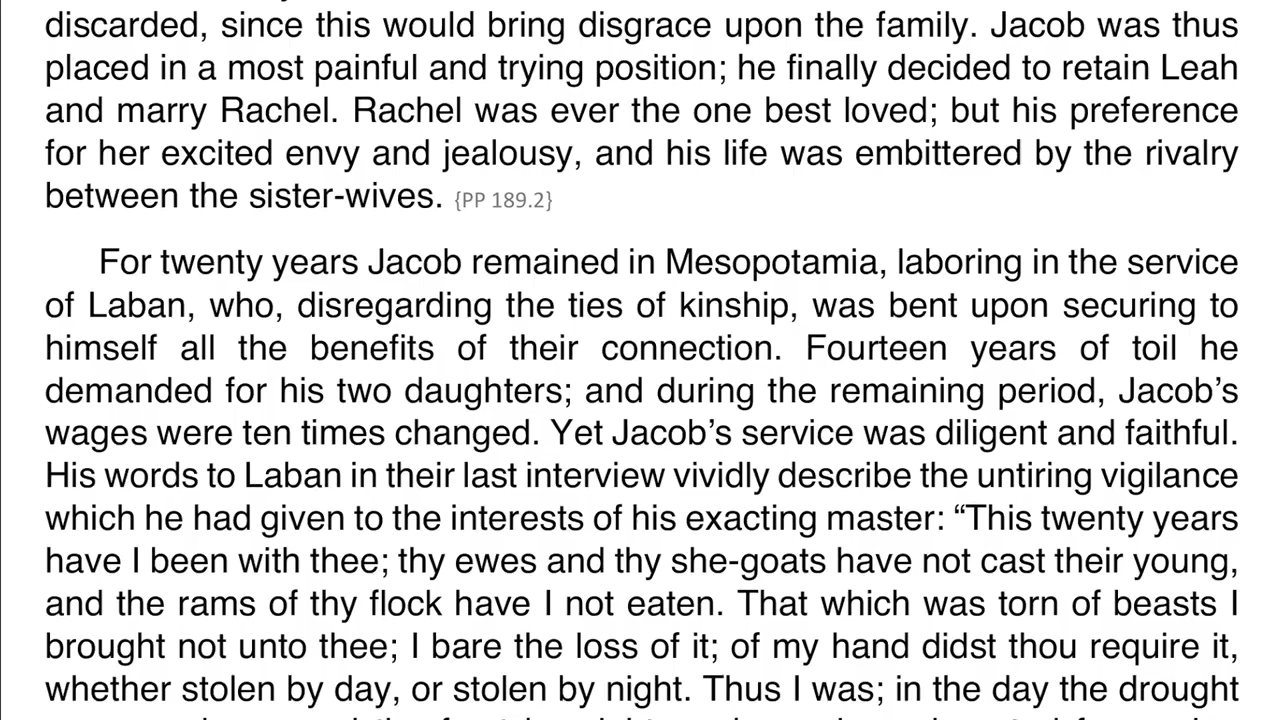 discarded, since this would bring disgrace upon the family. Jacob was thus
placed in a most painful and trying position; he finally decided to retain Leah
and marry Rachel. Rachel was ever the one best loved; but his preference
for her excited envy and jealousy, and his life was embittered by the rivalry
between the sister-wives. {PP 189.2}
For twenty years Jacob remained in Mesopotamia, laboring in the service
of Laban, who, disregarding the ties of kinship, was bent upon securing to
himself all the benefits of their connection. Fourteen years of toil he
demanded for his two daughters; and during the remaining period, Jacob’s
wages were ten times changed. Yet Jacob’s service was diligent and faithful.
His words to Laban in their last interview vividly describe the untiring vigilance
which he had given to the interests of his exacting master: “This twenty years
have I been with thee; thy ewes and thy she-goats have not cast their young,
and the rams of thy flock have I not eaten. That which was torn of beasts I
brought not unto thee; I bare the loss of it; of my hand didst thou require it,
whether stolen by day, or stolen by night. Thus I was; in the day the drought